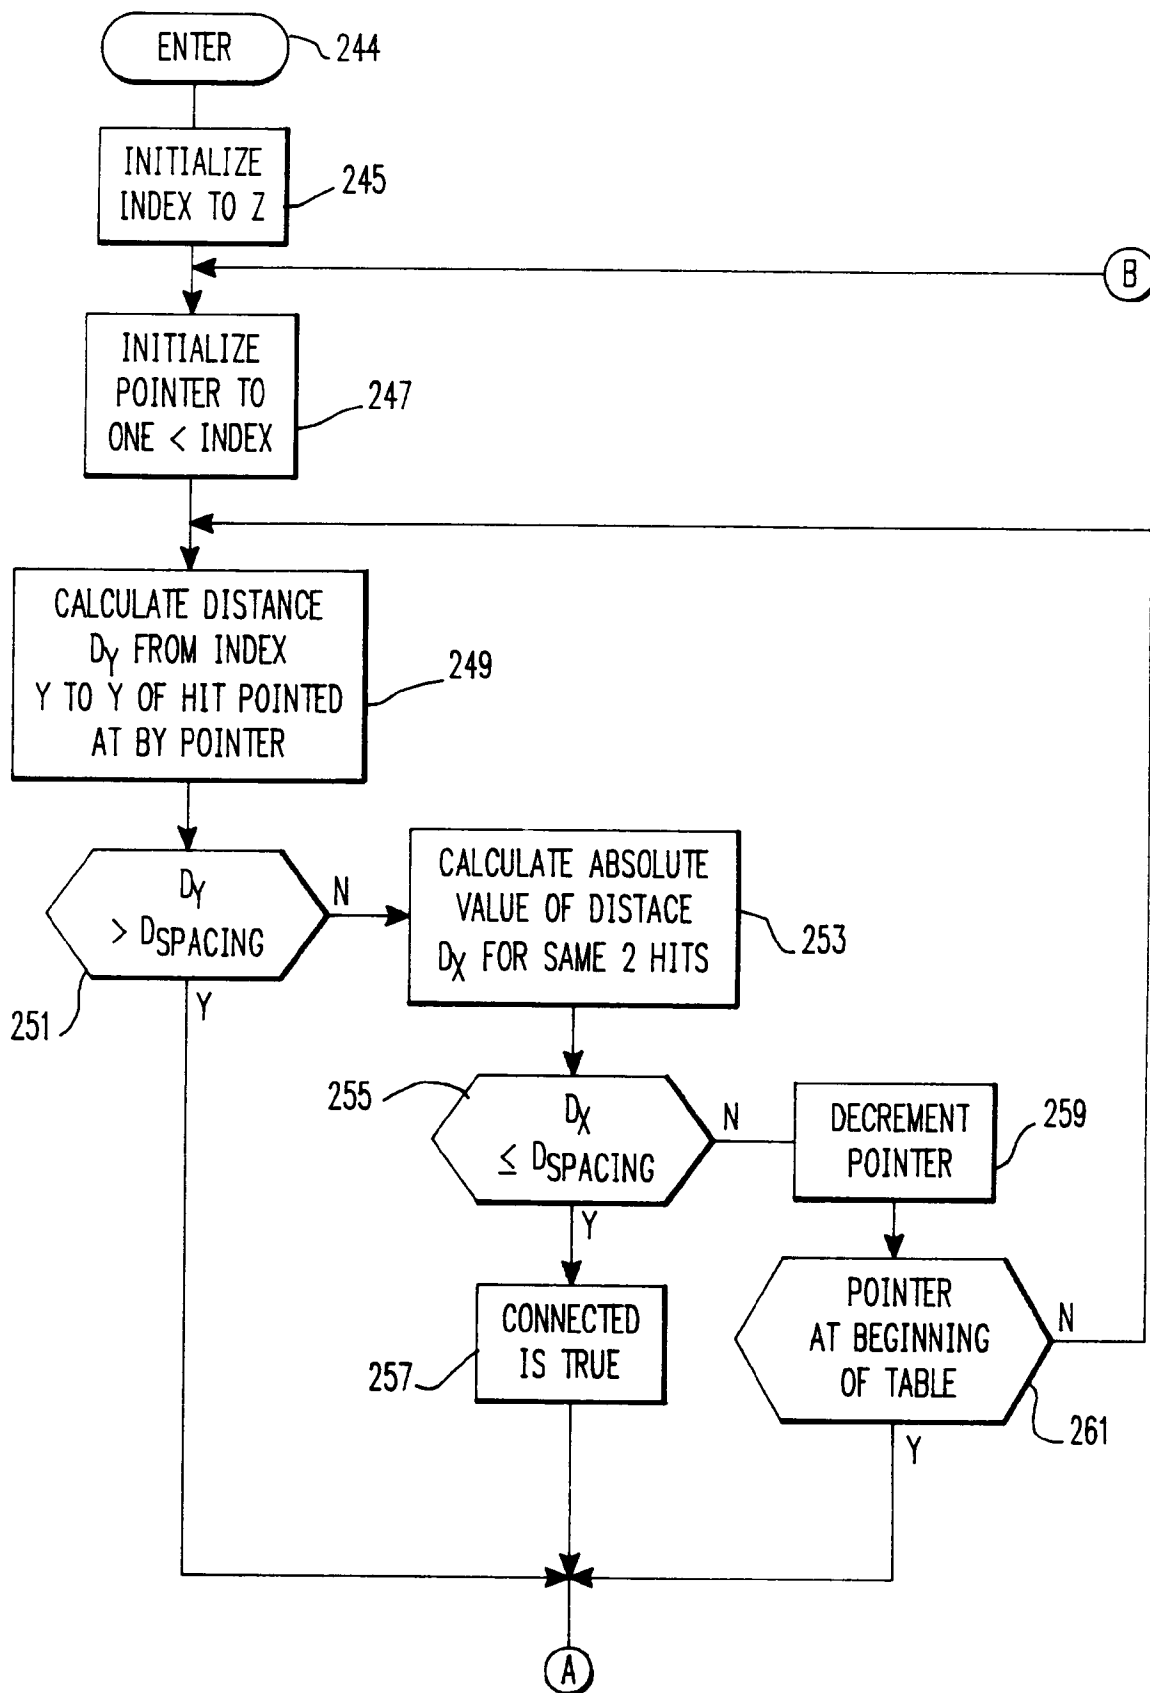 ENTER
244
INITIALIZE
INDEX TO Z
245
B
INITIALIZE
POINTER TO
ONE < INDEX
247
CALCULATE DISTANCE
DY FROM INDEX
Y TO Y OF HIT POINTED
AT BY POINTER
249
DY
> DSPACING
N
Y
251
CALCULATE ABSOLUTE
VALUE OF DISTACE
DX FOR SAME 2 HITS
253
255
DX
≤ DSPACING
N
Y
DECREMENT
POINTER
259
CONNECTED
IS TRUE
257
POINTER
AT BEGINNING
OF TABLE
N
Y
261
A